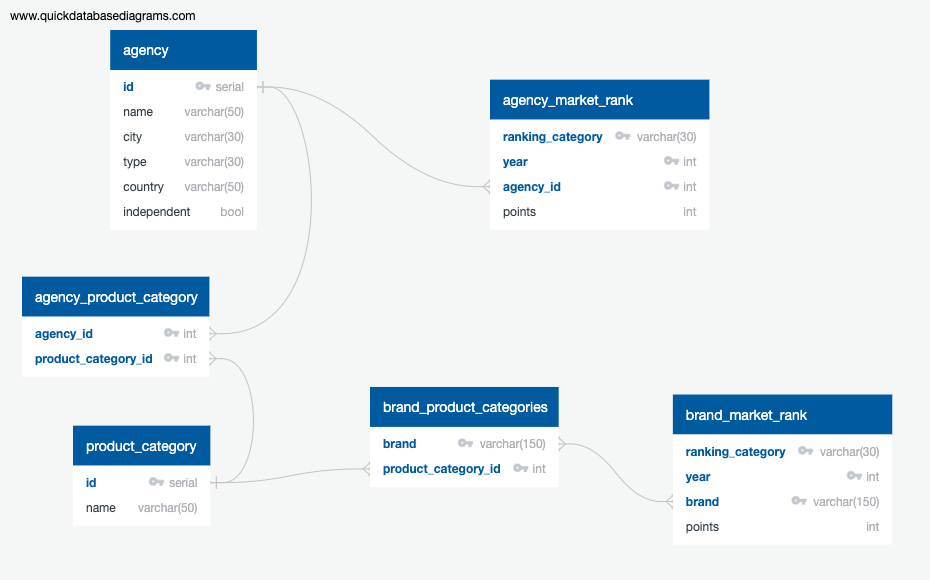 www.quickdatabasediagrams.com
agency
id serial
name varchar(50)
city varchar(30)
type varchar(30)
country varchar(50)
independent bool
agency_market_rank
ranking_category varchar(30)
year int
agency_id int
points int
agency_product_category
agency_id int
product_category_id int
product_category
id serial
name varchar(50)
brand_product_categories
brand varchar(150)
product_category_id int
brand_market_rank
ranking_category varchar(30)
year int
brand varchar(150)
points int